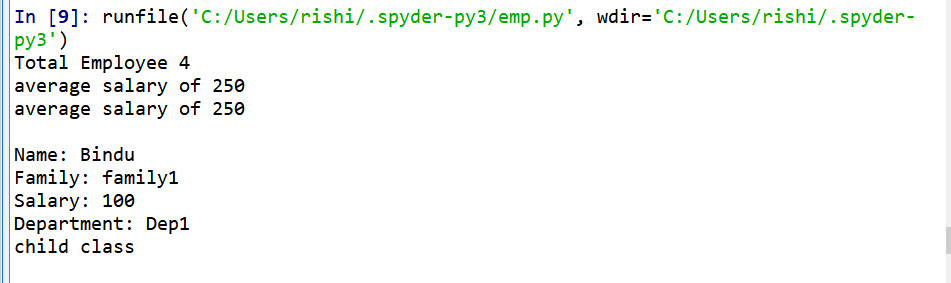 In [9]: runfile('C:/Users/rishi/.spyder-py3/emp.py', wdir='C:/Users/rishi/.spyder-
py3')
Total Employee 4
average salary of 250
average salary of 250
Name: Bindu
Family: family1
Salary: 100
Department: Dep1
child class